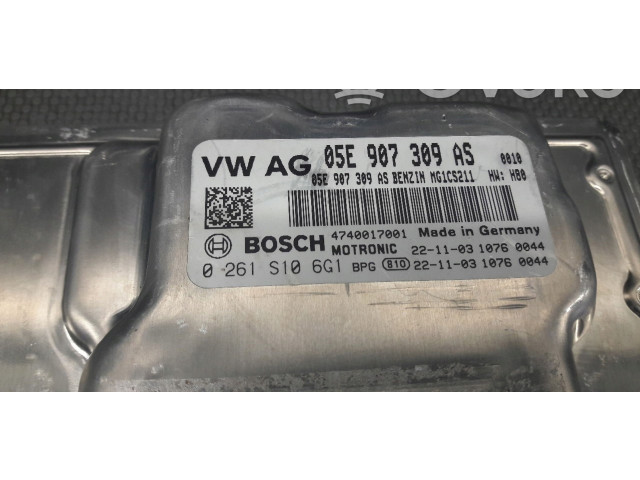 VW AG 05E 907 309 AS 0010
05E 907 309 AS BENZIN MG1CS211 HW: H80
4740017001 Made in Germany
BOSCH MOTRONIC 22-11-03 1076 0044
0 261 S10 6G1 BPG 810 22-11-03 1076 0044